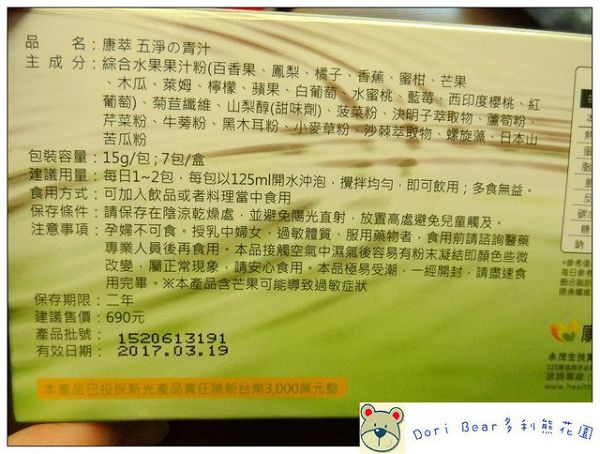 品 名：康萃 五淨の青汁
主 成 分：綜合水果果汁粉(百香果、鳳梨、橘子、香蕉、蜜柑、芒果
、木瓜、萊姆、檸檬、蘋果、白葡萄、水蜜桃、藍莓、西印度櫻桃、紅
葡萄)、菊苣纖維、山梨醇(甜味劑)、菠菜粉、決明子萃取物、蘆筍粉、
芹菜粉、牛蒡粉、黑木耳粉、小麥草粉、沙棘萃取物、螺旋藻、日本山
苦瓜粉
包裝容量：15g/包；7包/盒
建議用量：每日1~2包，每包以125ml開水沖泡，攪拌均勻，即可飲用；多食無益。
食用方式：可加入飲品或者料理當中食用
保存條件：請保存在陰涼乾燥處，並避免陽光直射，放置高處避免兒童觸及。
注意事項：孕婦不可食。授乳中婦女、過敏體質、服用藥物者，食用前請諮詢醫藥
專業人員後再食用。本品接觸空氣中濕氣後容易有粉末凝結即顏色些微
改變，屬正常現象，請安心食用。本品極易受潮，一經開封，請盡速食
用完畢。※本產品含芒果可能導致過敏症狀
保存期限：二年
建議售價：690元
產品批號：1520613191
有效日期：2017.03.19
本產品已投保新光產品責任險新台幣3,000萬元整
永茂生技實
Dori Bear多利熊花園